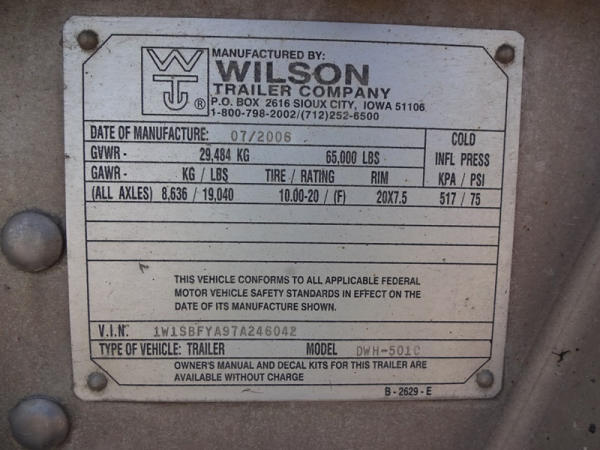 MANUFACTURED BY:
WILSON
TRAILER COMPANY
P.O. BOX 2616 SIOUX CITY, IOWA 51106
1-800-798-2002/(712)252-6500
WTC ®
DATE OF MANUFACTURE: 07/2006 COLD
GVWR - 29,484 KG 65,000 LBS INFL PRESS
GAWR - KG / LBS TIRE / RATING RIM KPA / PSI
(ALL AXLES) 8,636 / 19,040 10.00-20 / (F) 20X7.5 517 / 75
THIS VEHICLE CONFORMS TO ALL APPLICABLE FEDERAL
MOTOR VEHICLE SAFETY STANDARDS IN EFFECT ON THE
DATE OF ITS MANUFACTURE SHOWN.
V.I.N. 1W1SBFYA97A246042
TYPE OF VEHICLE: TRAILER MODEL DWH-501C
OWNER'S MANUAL AND DECAL KITS FOR THIS TRAILER ARE
AVAILABLE WITHOUT CHARGE
B - 2629 - E